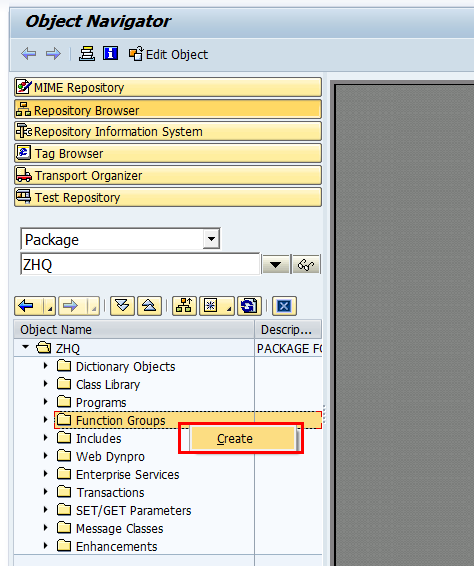 Object Navigator
Edit Object
MIME Repository
Repository Browser
Repository Information System
Tag Browser
Transport Organizer
Test Repository
Package
ZHQ
Object Name Descrip...
ZHQ PACKAGE FO
Dictionary Objects
Class Library
Programs
Function Groups
Create
Includes
Web Dynpro
Enterprise Services
Transactions
SET/GET Parameters
Message Classes
Enhancements